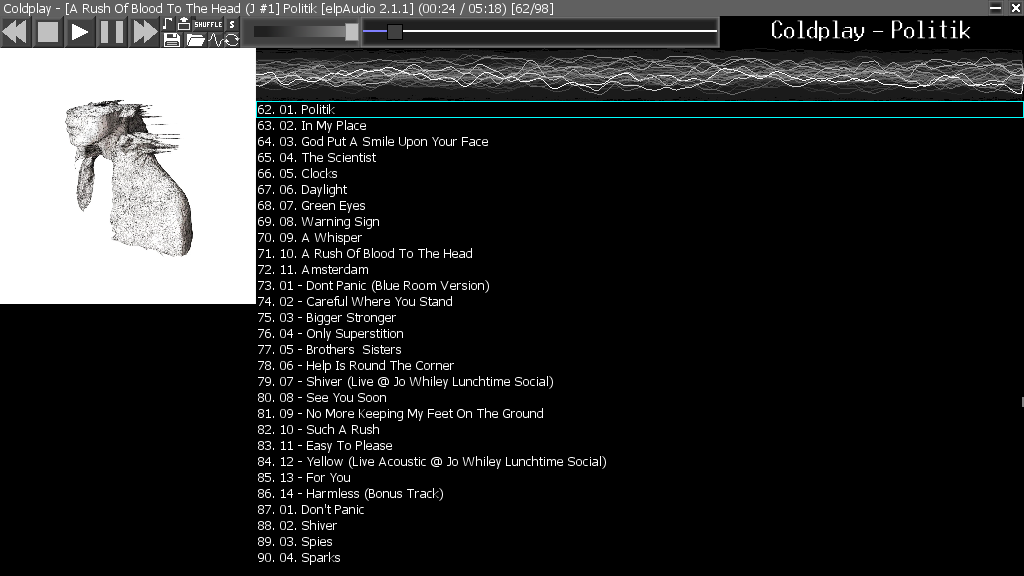 Coldplay - [A Rush Of Blood To The Head (J #1] Politik [elpAudio 2.1.1] (00:24 / 05:18) [62/98]
SHUFFLE S
Coldplay - Politik
62. 01. Politik
63. 02. In My Place
64. 03. God Put A Smile Upon Your Face
65. 04. The Scientist
66. 05. Clocks
67. 06. Daylight
68. 07. Green Eyes
69. 08. Warning Sign
70. 09. A Whisper
71. 10. A Rush Of Blood To The Head
72. 11. Amsterdam
73. 01 - Dont Panic (Blue Room Version)
74. 02 - Careful Where You Stand
75. 03 - Bigger Stronger
76. 04 - Only Superstition
77. 05 - Brothers  Sisters
78. 06 - Help Is Round The Corner
79. 07 - Shiver (Live @ Jo Whiley Lunchtime Social)
80. 08 - See You Soon
81. 09 - No More Keeping My Feet On The Ground
82. 10 - Such A Rush
83. 11 - Easy To Please
84. 12 - Yellow (Live Acoustic @ Jo Whiley Lunchtime Social)
85. 13 - For You
86. 14 - Harmless (Bonus Track)
87. 01. Don't Panic
88. 02. Shiver
89. 03. Spies
90. 04. Sparks